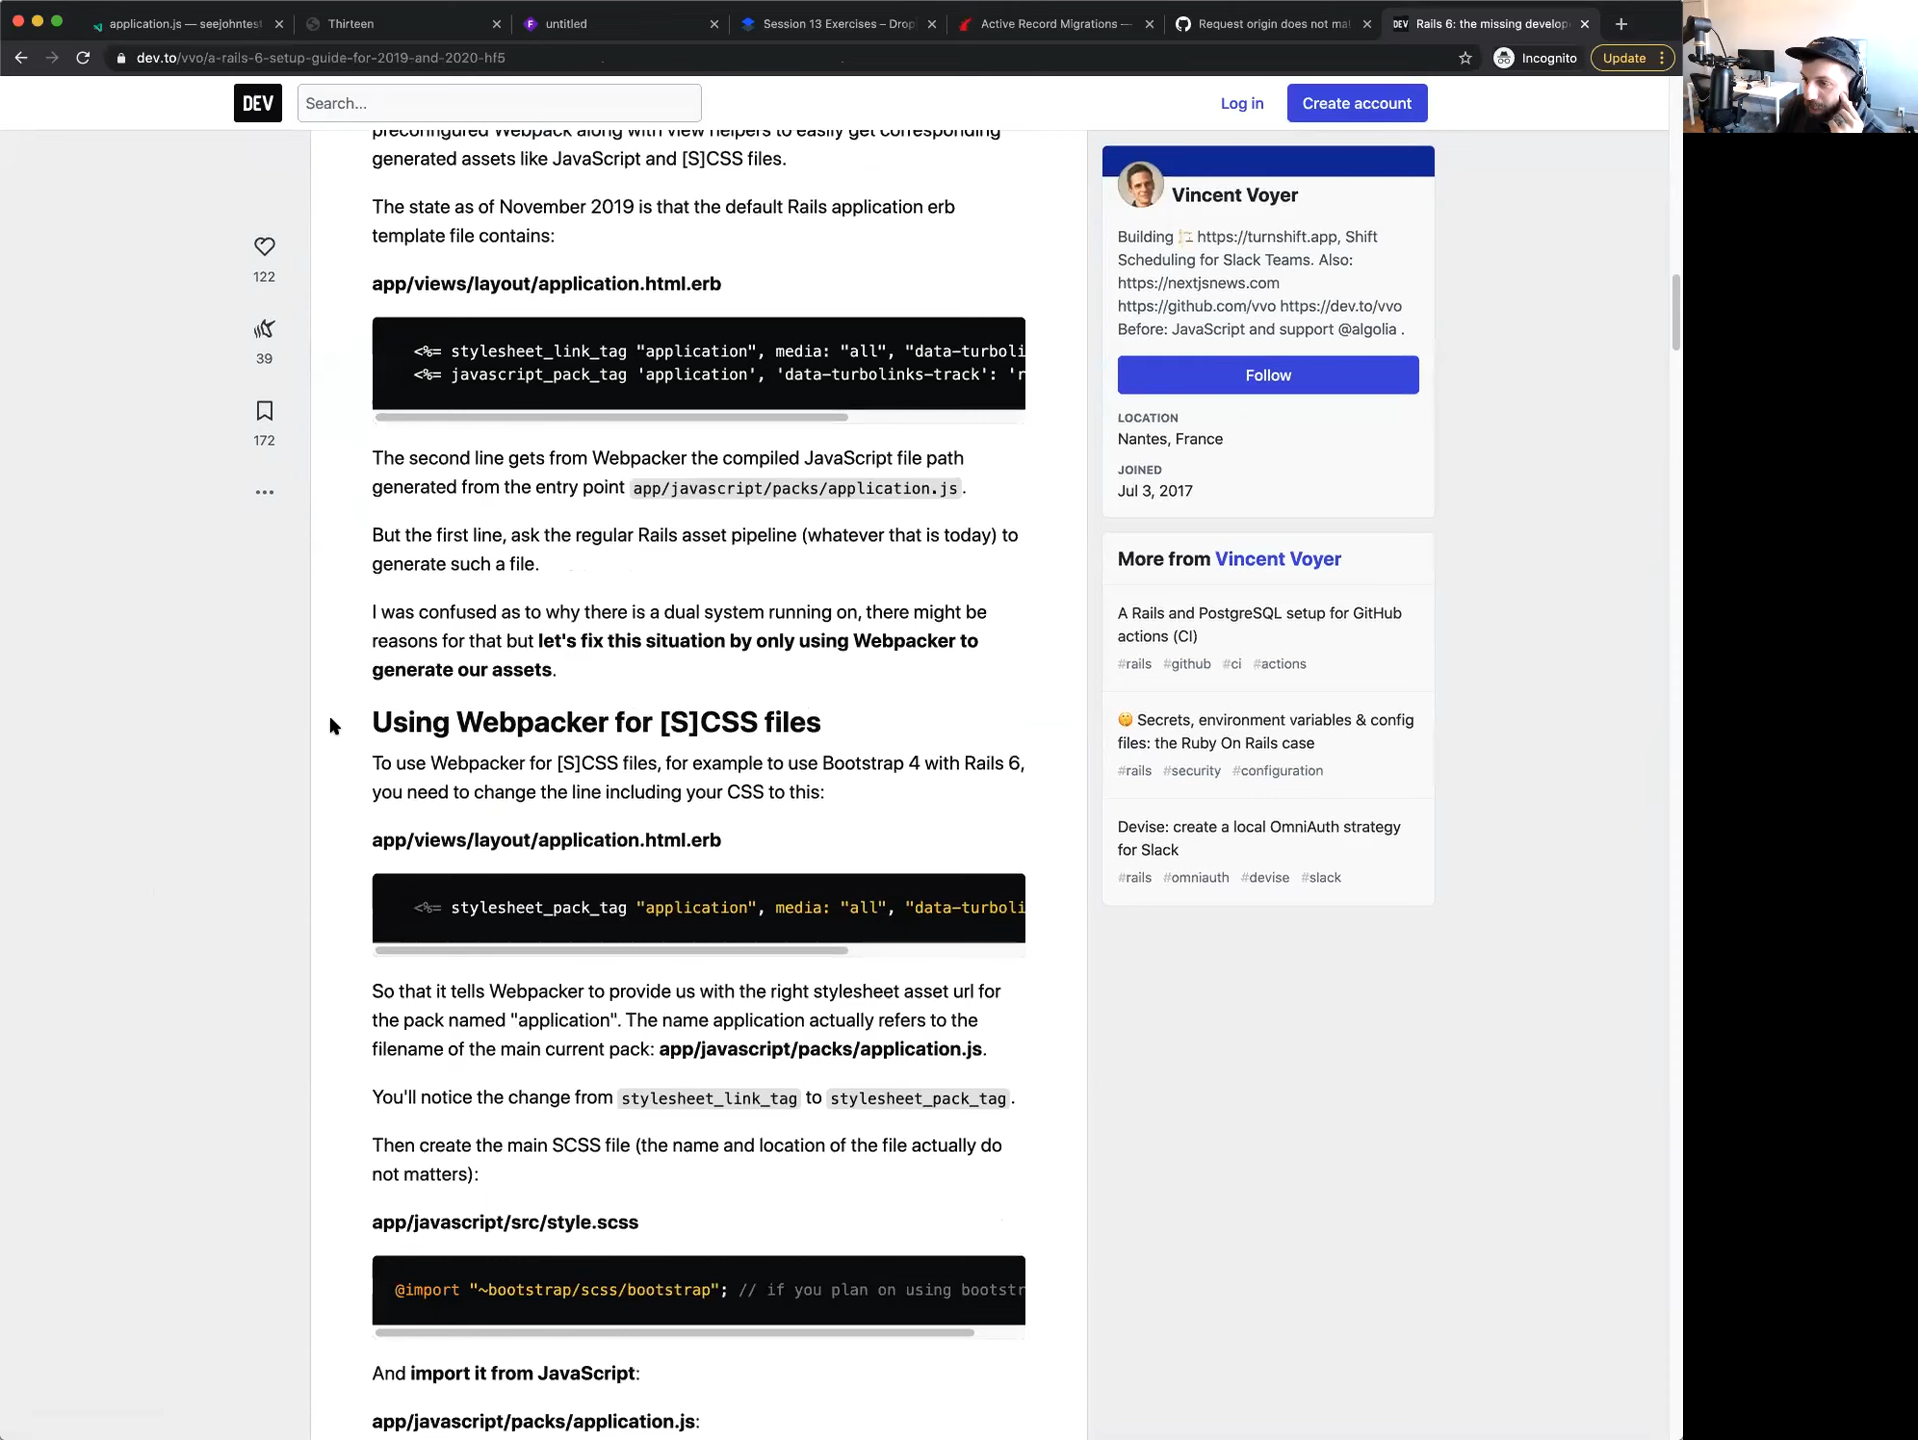 application.js — seejohntest
Thirteen
untitled
Session 13 Exercises – Drop
Active Record Migrations —
Request origin does not ma
DEV Rails 6: the missing develop
dev.to/vvo/a-rails-6-setup-guide-for-2019-and-2020-hf5
Incognito
Update
DEV
Search...
Log in
Create account
preconfigured Webpack along with view helpers to easily get corresponding
generated assets like JavaScript and [S]CSS files.
The state as of November 2019 is that the default Rails application erb
template file contains:
app/views/layout/application.html.erb
<%= stylesheet_link_tag "application", media: "all", "data-turboli
<%= javascript_pack_tag 'application', 'data-turbolinks-track': 'r
The second line gets from Webpacker the compiled JavaScript file path
generated from the entry point app/javascript/packs/application.js.
But the first line, ask the regular Rails asset pipeline (whatever that is today) to
generate such a file.
I was confused as to why there is a dual system running on, there might be
reasons for that but let's fix this situation by only using Webpacker to
generate our assets.
Using Webpacker for [S]CSS files
To use Webpacker for [S]CSS files, for example to use Bootstrap 4 with Rails 6,
you need to change the line including your CSS to this:
app/views/layout/application.html.erb
<%= stylesheet_pack_tag "application", media: "all", "data-turboli
So that it tells Webpacker to provide us with the right stylesheet asset url for
the pack named "application". The name application actually refers to the
filename of the main current pack: app/javascript/packs/application.js.
You'll notice the change from stylesheet_link_tag to stylesheet_pack_tag.
Then create the main SCSS file (the name and location of the file actually do
not matters):
app/javascript/src/style.scss
@import "~bootstrap/scss/bootstrap"; // if you plan on using bootstr
And import it from JavaScript:
app/javascript/packs/application.js:
122
39
172
Vincent Voyer
Building https://turnshift.app, Shift
Scheduling for Slack Teams. Also:
https://nextjsnews.com
https://github.com/vvo https://dev.to/vvo
Before: JavaScript and support @algolia .
Follow
LOCATION
Nantes, France
JOINED
Jul 3, 2017
More from Vincent Voyer
A Rails and PostgreSQL setup for GitHub
actions (CI)
#rails #github #ci #actions
🤫 Secrets, environment variables & config
files: the Ruby On Rails case
#rails #security #configuration
Devise: create a local OmniAuth strategy
for Slack
#rails #omniauth #devise #slack